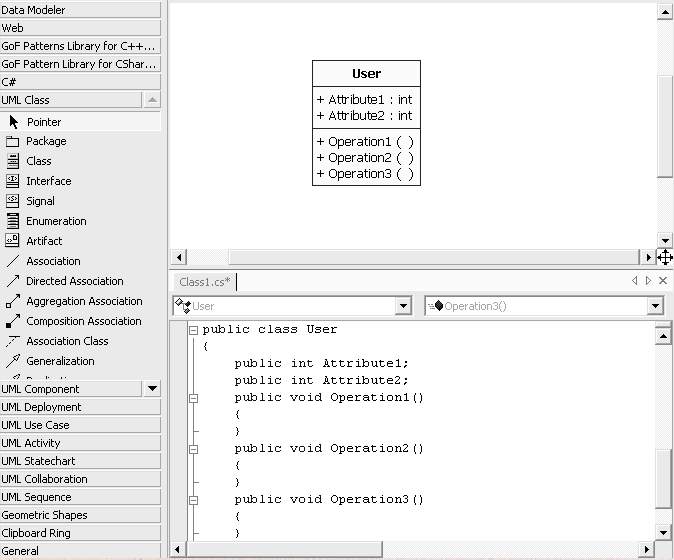 Data Modeler
Web
GoF Patterns Library for C++...
GoF Pattern Library for CShar...
C#
UML Class
Pointer
Package
Class
Interface
Signal
Enumeration
Artifact
Association
Directed Association
Aggregation Association
Composition Association
Association Class
Generalization
UML Component
UML Deployment
UML Use Case
UML Activity
UML Statechart
UML Collaboration
UML Sequence
Geometric Shapes
Clipboard Ring
General
User
+ Attribute1 : int
+ Attribute2 : int
+ Operation1 ( )
+ Operation2 ( )
+ Operation3 ( )
Class1.cs*
User
Operation3()
public class User
{
public int Attribute1;
public int Attribute2;
public void Operation1()
{
}
public void Operation2()
{
}
public void Operation3()
{
}